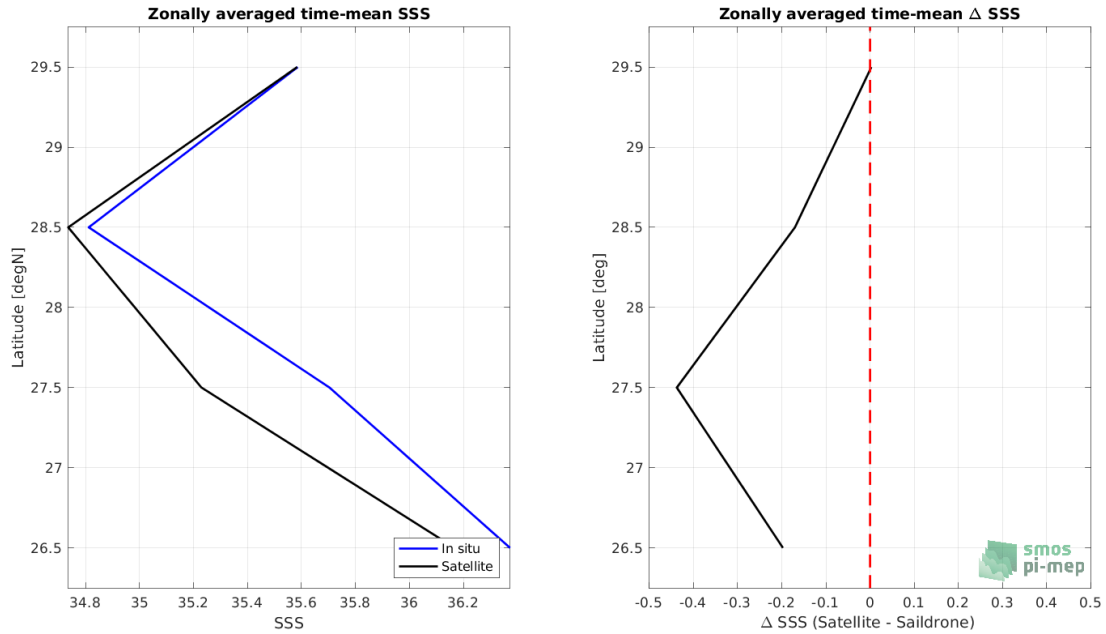 Zonally averaged time-mean SSS
29.5
29
28.5
28
27.5
27
26.5
Latitude [degN]
34.8 35 35.2 35.4 35.6 35.8 36 36.2
SSS
In situ
Satellite
Zonally averaged time-mean Δ SSS
29.5
29
28.5
28
27.5
27
26.5
Latitude [deg]
-0.5 -0.4 -0.3 -0.2 -0.1 0 0.1 0.2 0.3 0.4 0.5
Δ SSS (Satellite - Saildrone)
smos
pi-mep